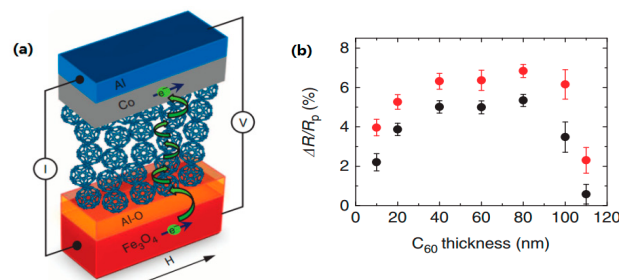 (a)
Al
Co
e⁻
V
I
Al-O
Fe₃O₄
e⁻
H
(b)
ΔR/Rₚ (%)
8
6
4
2
0
0
20
40
60
80
100
120
C₆₀ thickness (nm)